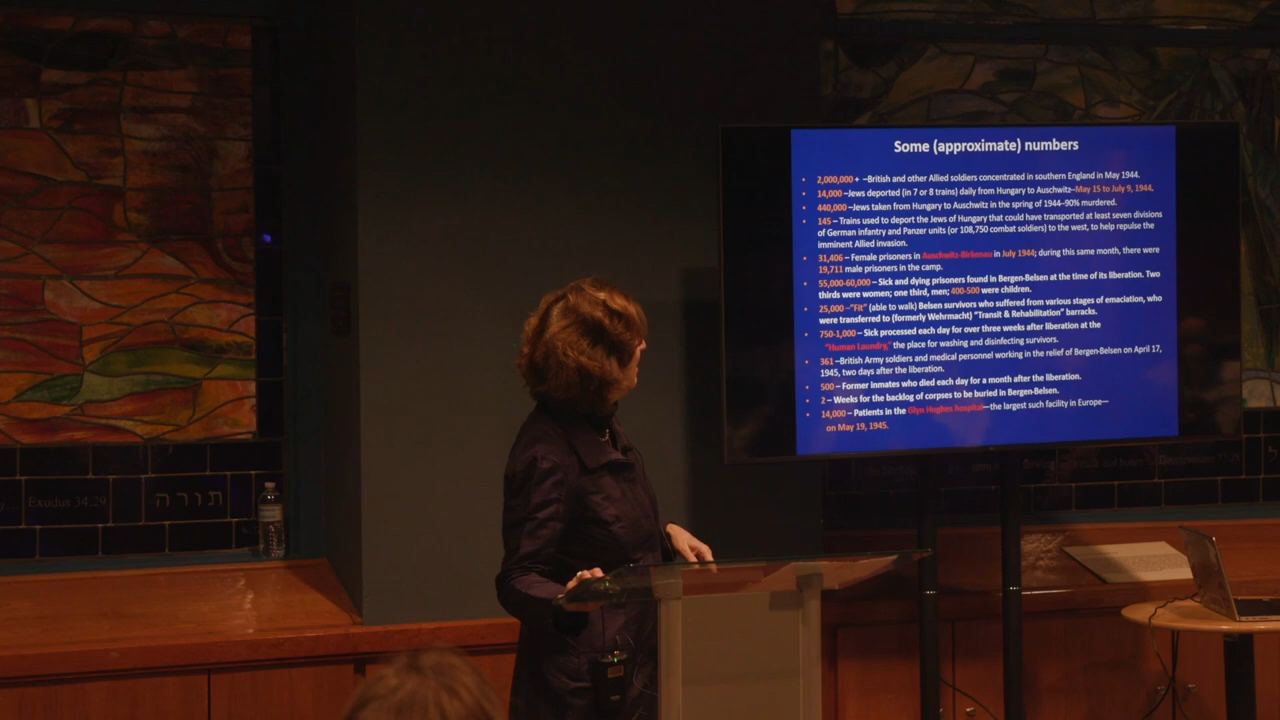 Some (approximate) numbers
• 2,000,000 + –British and other Allied soldiers concentrated in southern England in May 1944.
• 14,000 –Jews deported (in 7 or 8 trains) daily from Hungary to Auschwitz–May 15 to July 9, 1944.
• 440,000 –Jews taken from Hungary to Auschwitz in the spring of 1944–90% murdered.
• 145 – Trains used to deport the Jews of Hungary that could have transported at least seven divisions
of German infantry and Panzer units (or 108,750 combat soldiers) to the west, to help repulse the
imminent Allied invasion.
• 31,406 – Female prisoners in Auschwitz-Birkenau in July 1944; during this same month, there were
19,711 male prisoners in the camp.
• 55,000-60,000 – Sick and dying prisoners found in Bergen-Belsen at the time of its liberation. Two
thirds were women; one third, men; 400-500 were children.
• 25,000 –"Fit" (able to walk) Belsen survivors who suffered from various stages of emaciation, who
were transferred to (formerly Wehrmacht) "Transit & Rehabilitation" barracks.
• 750-1,000 – Sick processed each day for over three weeks after liberation at the
"Human Laundry," the place for washing and disinfecting survivors.
• 361 –British Army soldiers and medical personnel working in the relief of Bergen-Belsen on April 17,
1945, two days after the liberation.
• 500 – Former inmates who died each day for a month after the liberation.
• 2 – Weeks for the backlog of corpses to be buried in Bergen-Belsen.
• 14,000 – Patients in the Glyn Hughes hospital—the largest such facility in Europe—
on May 19, 1945.
Exodus 34:29
תורה